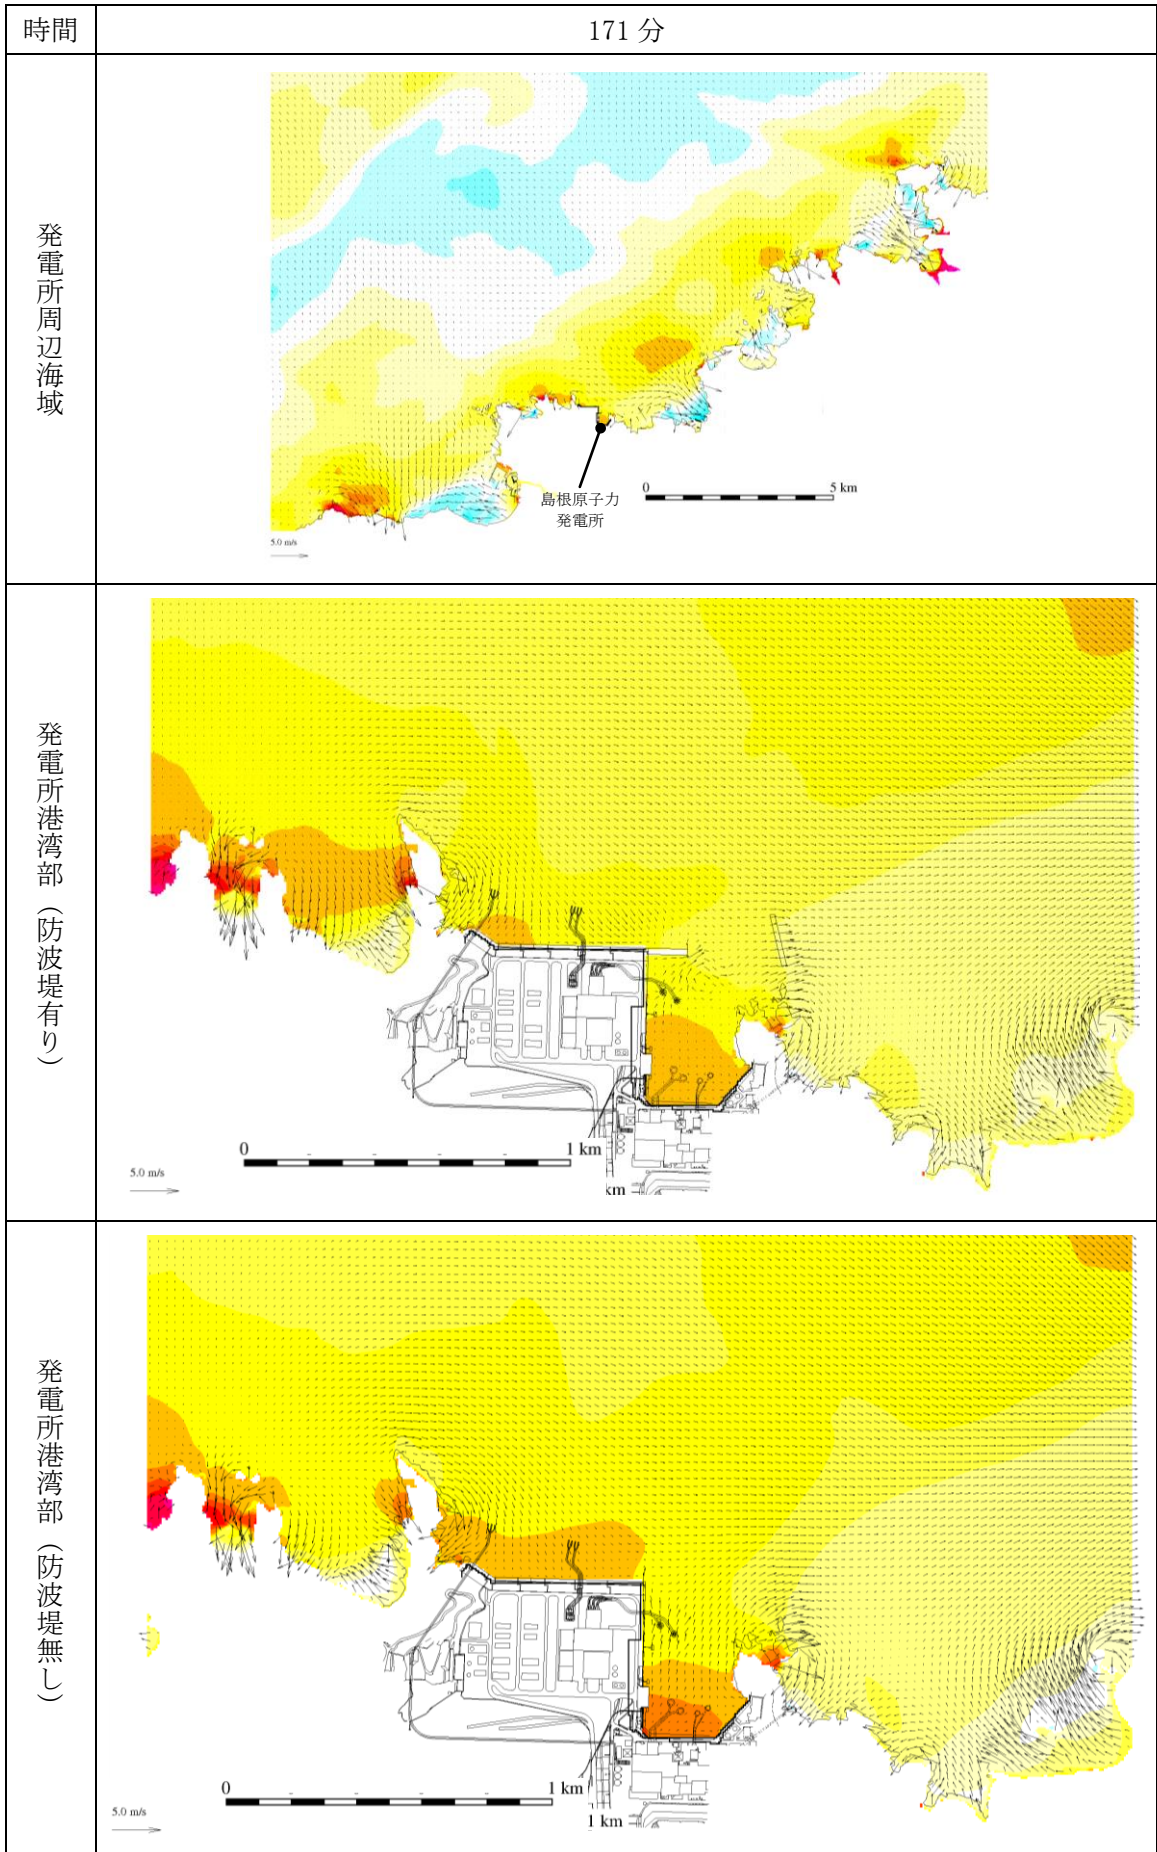 時間
171 分
発電所周辺海域
島根原子力
発電所
0
5 km
5.0 m/s
発電所港湾部（防波堤有り）
0
1 km
5.0 m/s
km
発電所港湾部（防波堤無し）
0
1 km
5.0 m/s
1 km